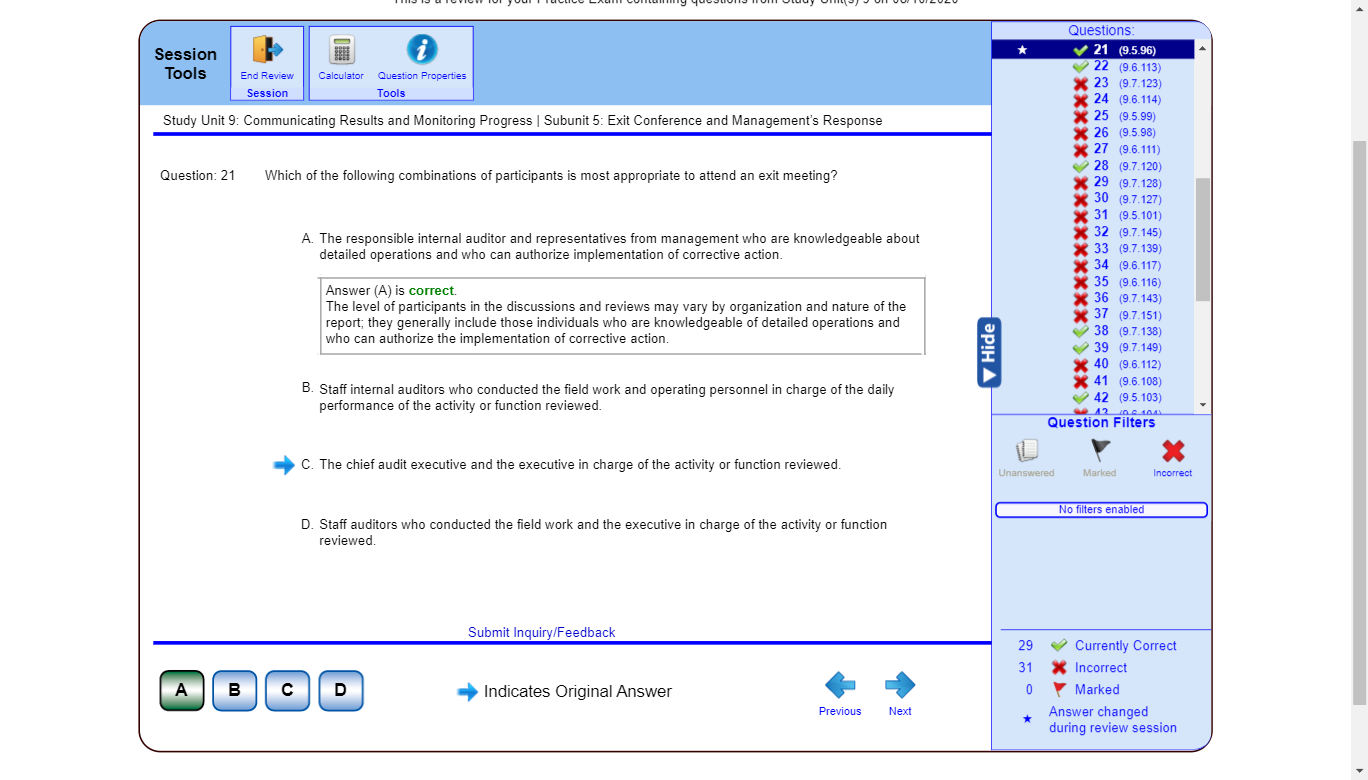 This is a review for your Practice Exam containing questions from Study Unit(s) 9 on
Session
Tools
End Review
Session
Calculator
Question Properties
Tools
Study Unit 9: Communicating Results and Monitoring Progress | Subunit 5: Exit Conference and Management's Response
Question: 21
Which of the following combinations of participants is most appropriate to attend an exit meeting?
A. The responsible internal auditor and representatives from management who are knowledgeable about
detailed operations and who can authorize implementation of corrective action.
Answer (A) is correct.
The level of participants in the discussions and reviews may vary by organization and nature of the
report; they generally include those individuals who are knowledgeable of detailed operations and
who can authorize the implementation of corrective action.
B. Staff internal auditors who conducted the field work and operating personnel in charge of the daily
performance of the activity or function reviewed.
C. The chief audit executive and the executive in charge of the activity or function reviewed.
D. Staff auditors who conducted the field work and the executive in charge of the activity or function
reviewed.
Submit Inquiry/Feedback
A
B
C
D
Indicates Original Answer
Previous
Next
Questions:
21 (9.5.96)
22 (9.6.113)
23 (9.7.123)
24 (9.6.114)
25 (9.5.99)
26 (9.5.98)
27 (9.6.111)
28 (9.7.120)
29 (9.7.128)
30 (9.7.127)
31 (9.5.101)
32 (9.7.145)
33 (9.7.139)
34 (9.6.117)
35 (9.6.116)
36 (9.7.143)
37 (9.7.151)
38 (9.7.138)
39 (9.7.149)
40 (9.6.112)
41 (9.6.108)
42 (9.5.103)
43 (9.6.104)
Hide
Question Filters
Unanswered
Marked
Incorrect
No filters enabled
29 Currently Correct
31 Incorrect
0 Marked
Answer changed
during review session